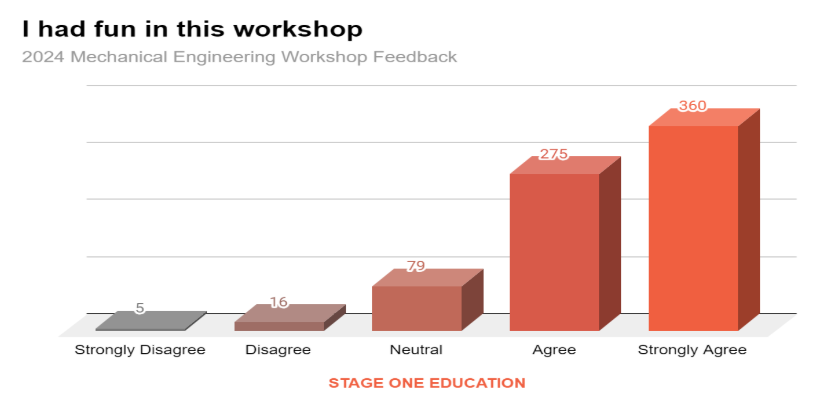 I had fun in this workshop
2024 Mechanical Engineering Workshop Feedback
5
16
79
275
360
Strongly Disagree
Disagree
Neutral
Agree
Strongly Agree
STAGE ONE EDUCATION